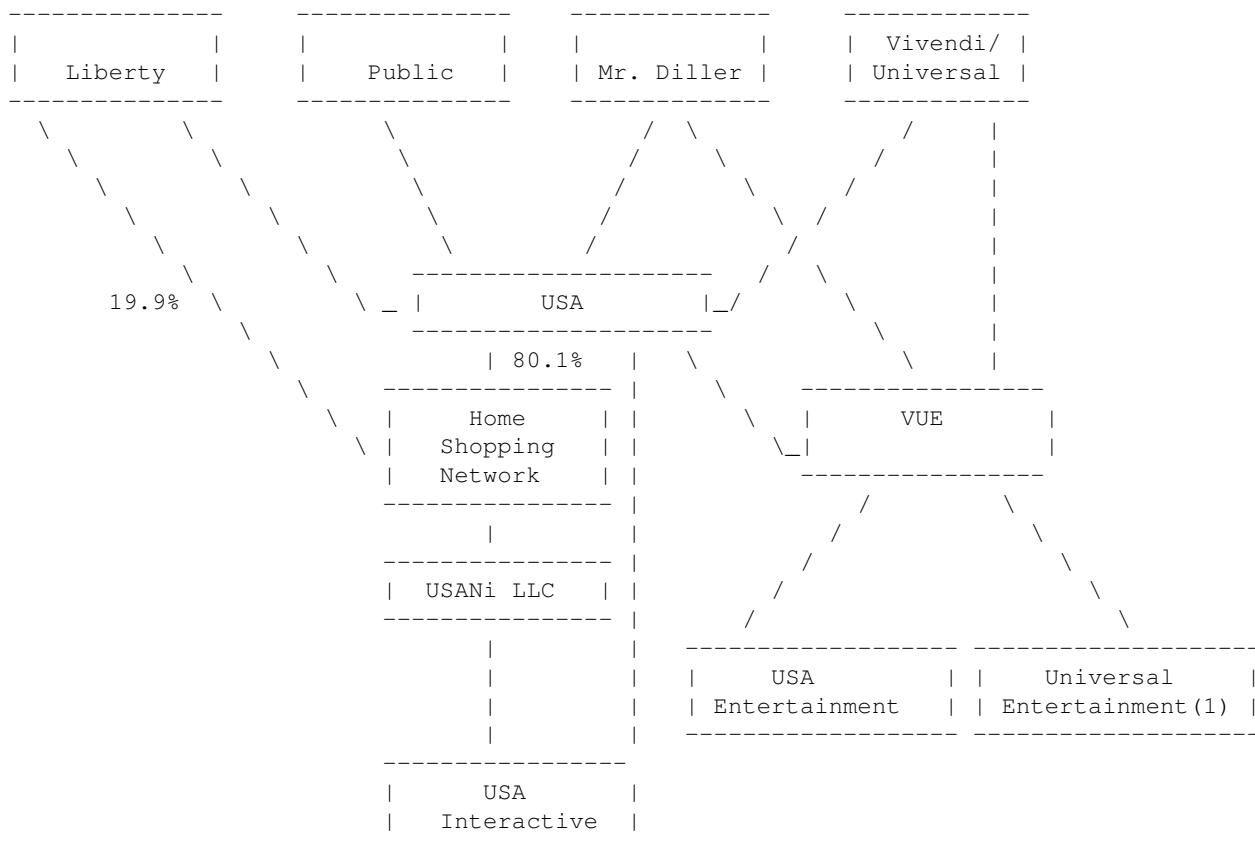 Liberty Public Mr. Diller Vivendi/
Universal
19.9% USA
80.1%
Home
Shopping
Network
VUE
USANi LLC
USA
Entertainment
Universal
Entertainment(1)
USA
Interactive